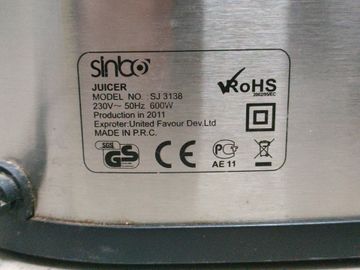 sinbo
RoHS
2002/95/EC
JUICER
MODEL NO. :SJ 3138
230V~ 50Hz 600W
Production in 2011
Exproter:United Favour Dev.Ltd
MADE IN P.R.C.
SGS
GS
CE
AE 11